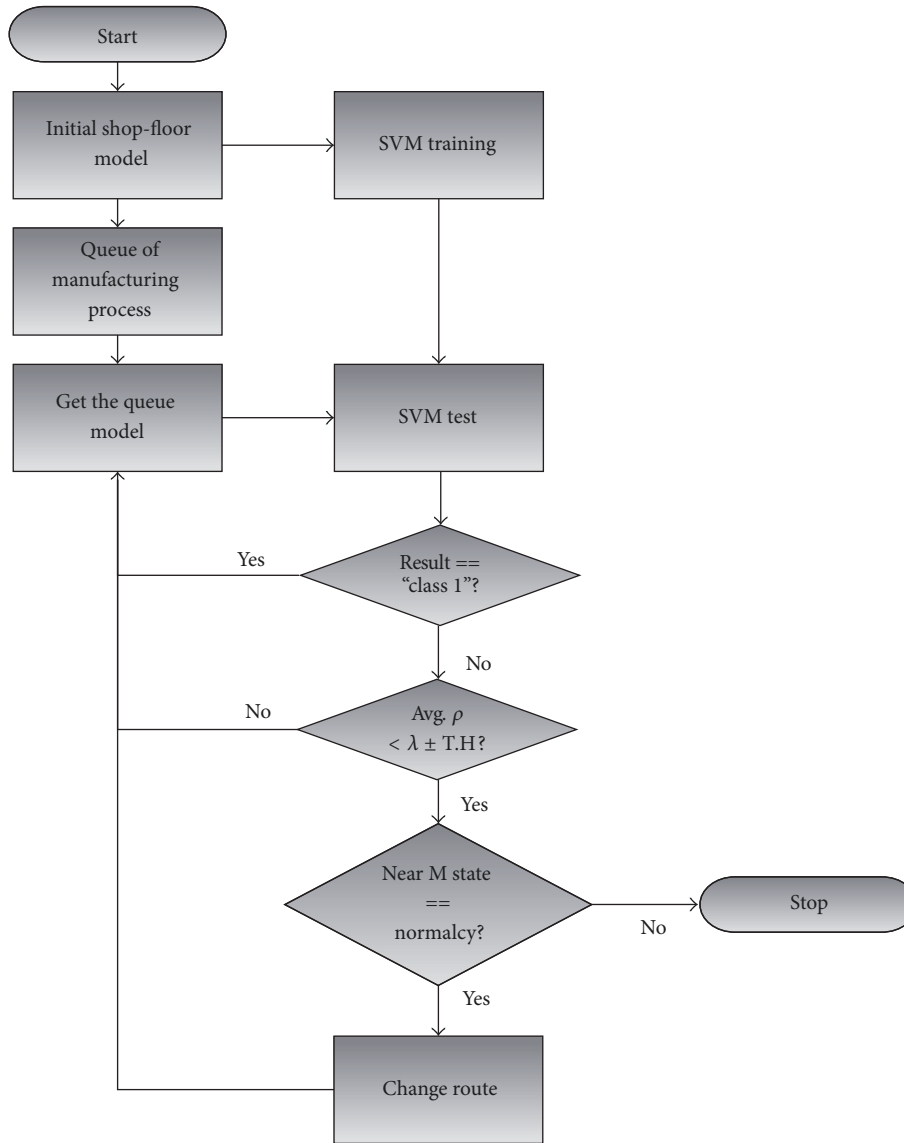 Start
Initial shop-floor
model
SVM training
Queue of
manufacturing
process
Get the queue
model
SVM test
Result ==
“class 1”?
Yes
No
Avg. ρ
< λ ± T.H?
No
Yes
Near M state
==
normalcy?
No
Stop
Yes
Change route